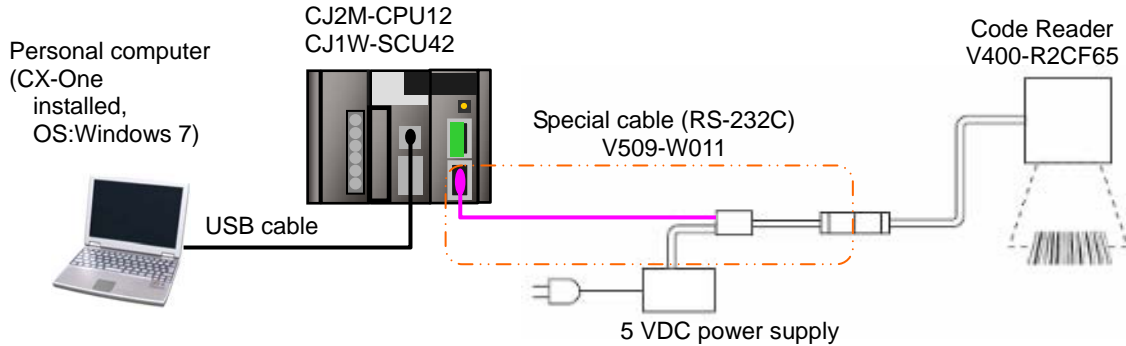 CJ2M-CPU12
CJ1W-SCU42
Personal computer
(CX-One
installed,
OS:Windows 7)
Code Reader
V400-R2CF65
Special cable (RS-232C)
V509-W011
USB cable
5 VDC power supply